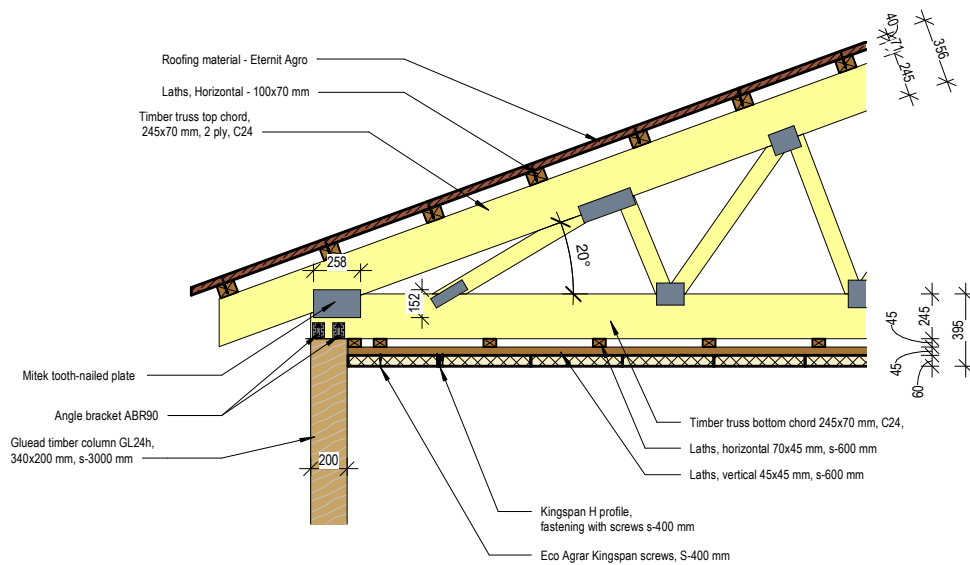 Roofing material - Eternit Agro
Laths, Horizontal - 100x70 mm
Timber truss top chord,
245x70 mm, 2 ply, C24
40
71
245
356
258
20°
152
Mitek tooth-nailed plate
Angle bracket ABR90
Gluead timber column GL24h,
340x200 mm, s-3000 mm
200
45
45
245
395
60
Timber truss bottom chord 245x70 mm, C24,
Laths, horizontal 70x45 mm, s-600 mm
Laths, vertical 45x45 mm, s-600 mm
Kingspan H profile,
fastening with screws s-400 mm
Eco Agrar Kingspan screws, S-400 mm